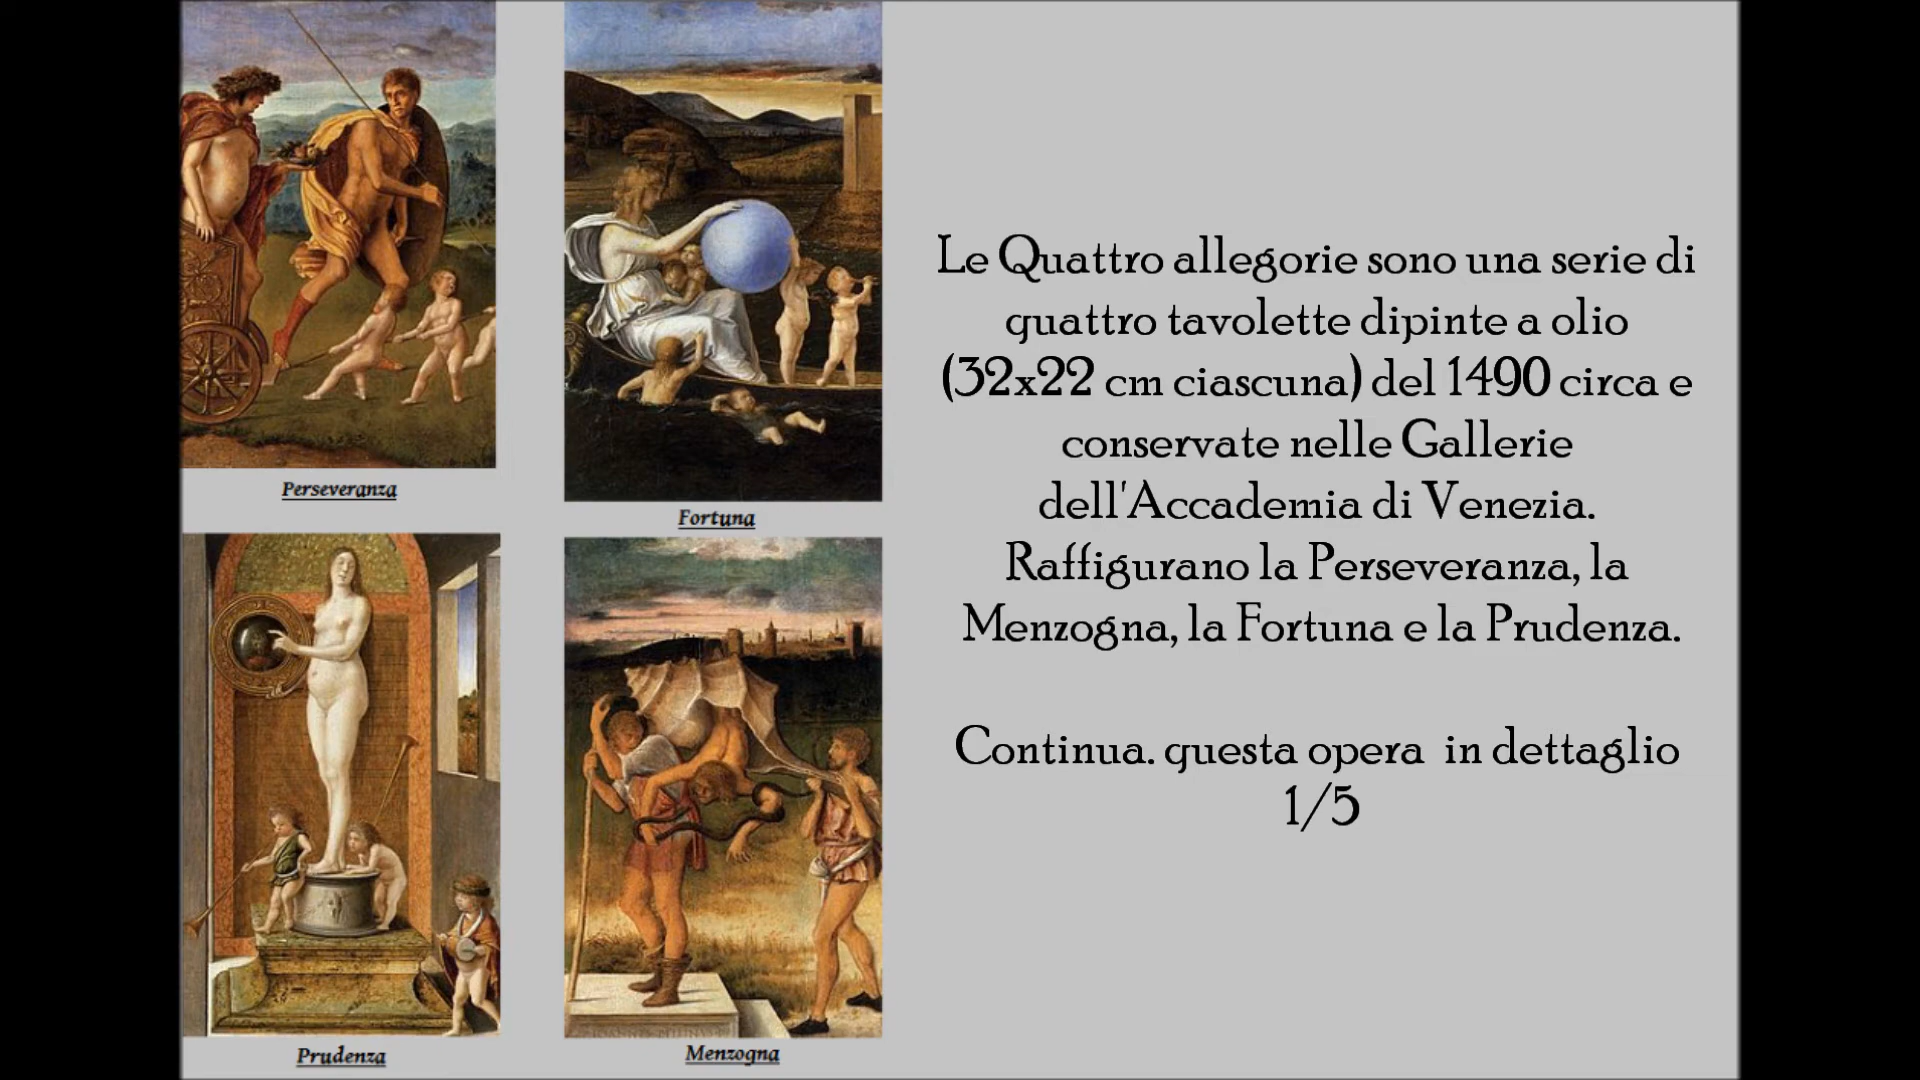 Perseveranza
Fortuna
Prudenza
Menzogna
Le Quattro allegorie sono una serie di
quattro tavolette dipinte a olio
(32x22 cm ciascuna) del 1490 circa e
conservate nelle Gallerie
dell'Accademia di Venezia.
Raffigurano la Perseveranza, la
Menzogna, la Fortuna e la Prudenza.
Continua. questa opera in dettaglio
1/5